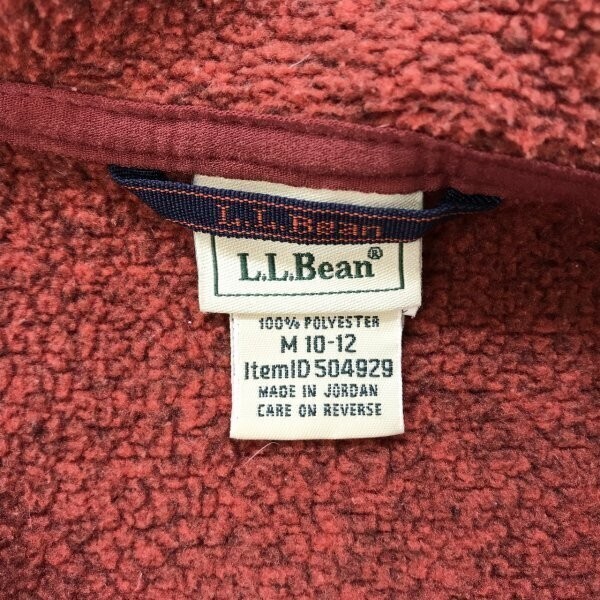 L.L.Bean
L.L.Bean®
100% POLYESTER
M 10-12
ItemID 504929
MADE IN JORDAN
CARE ON REVERSE